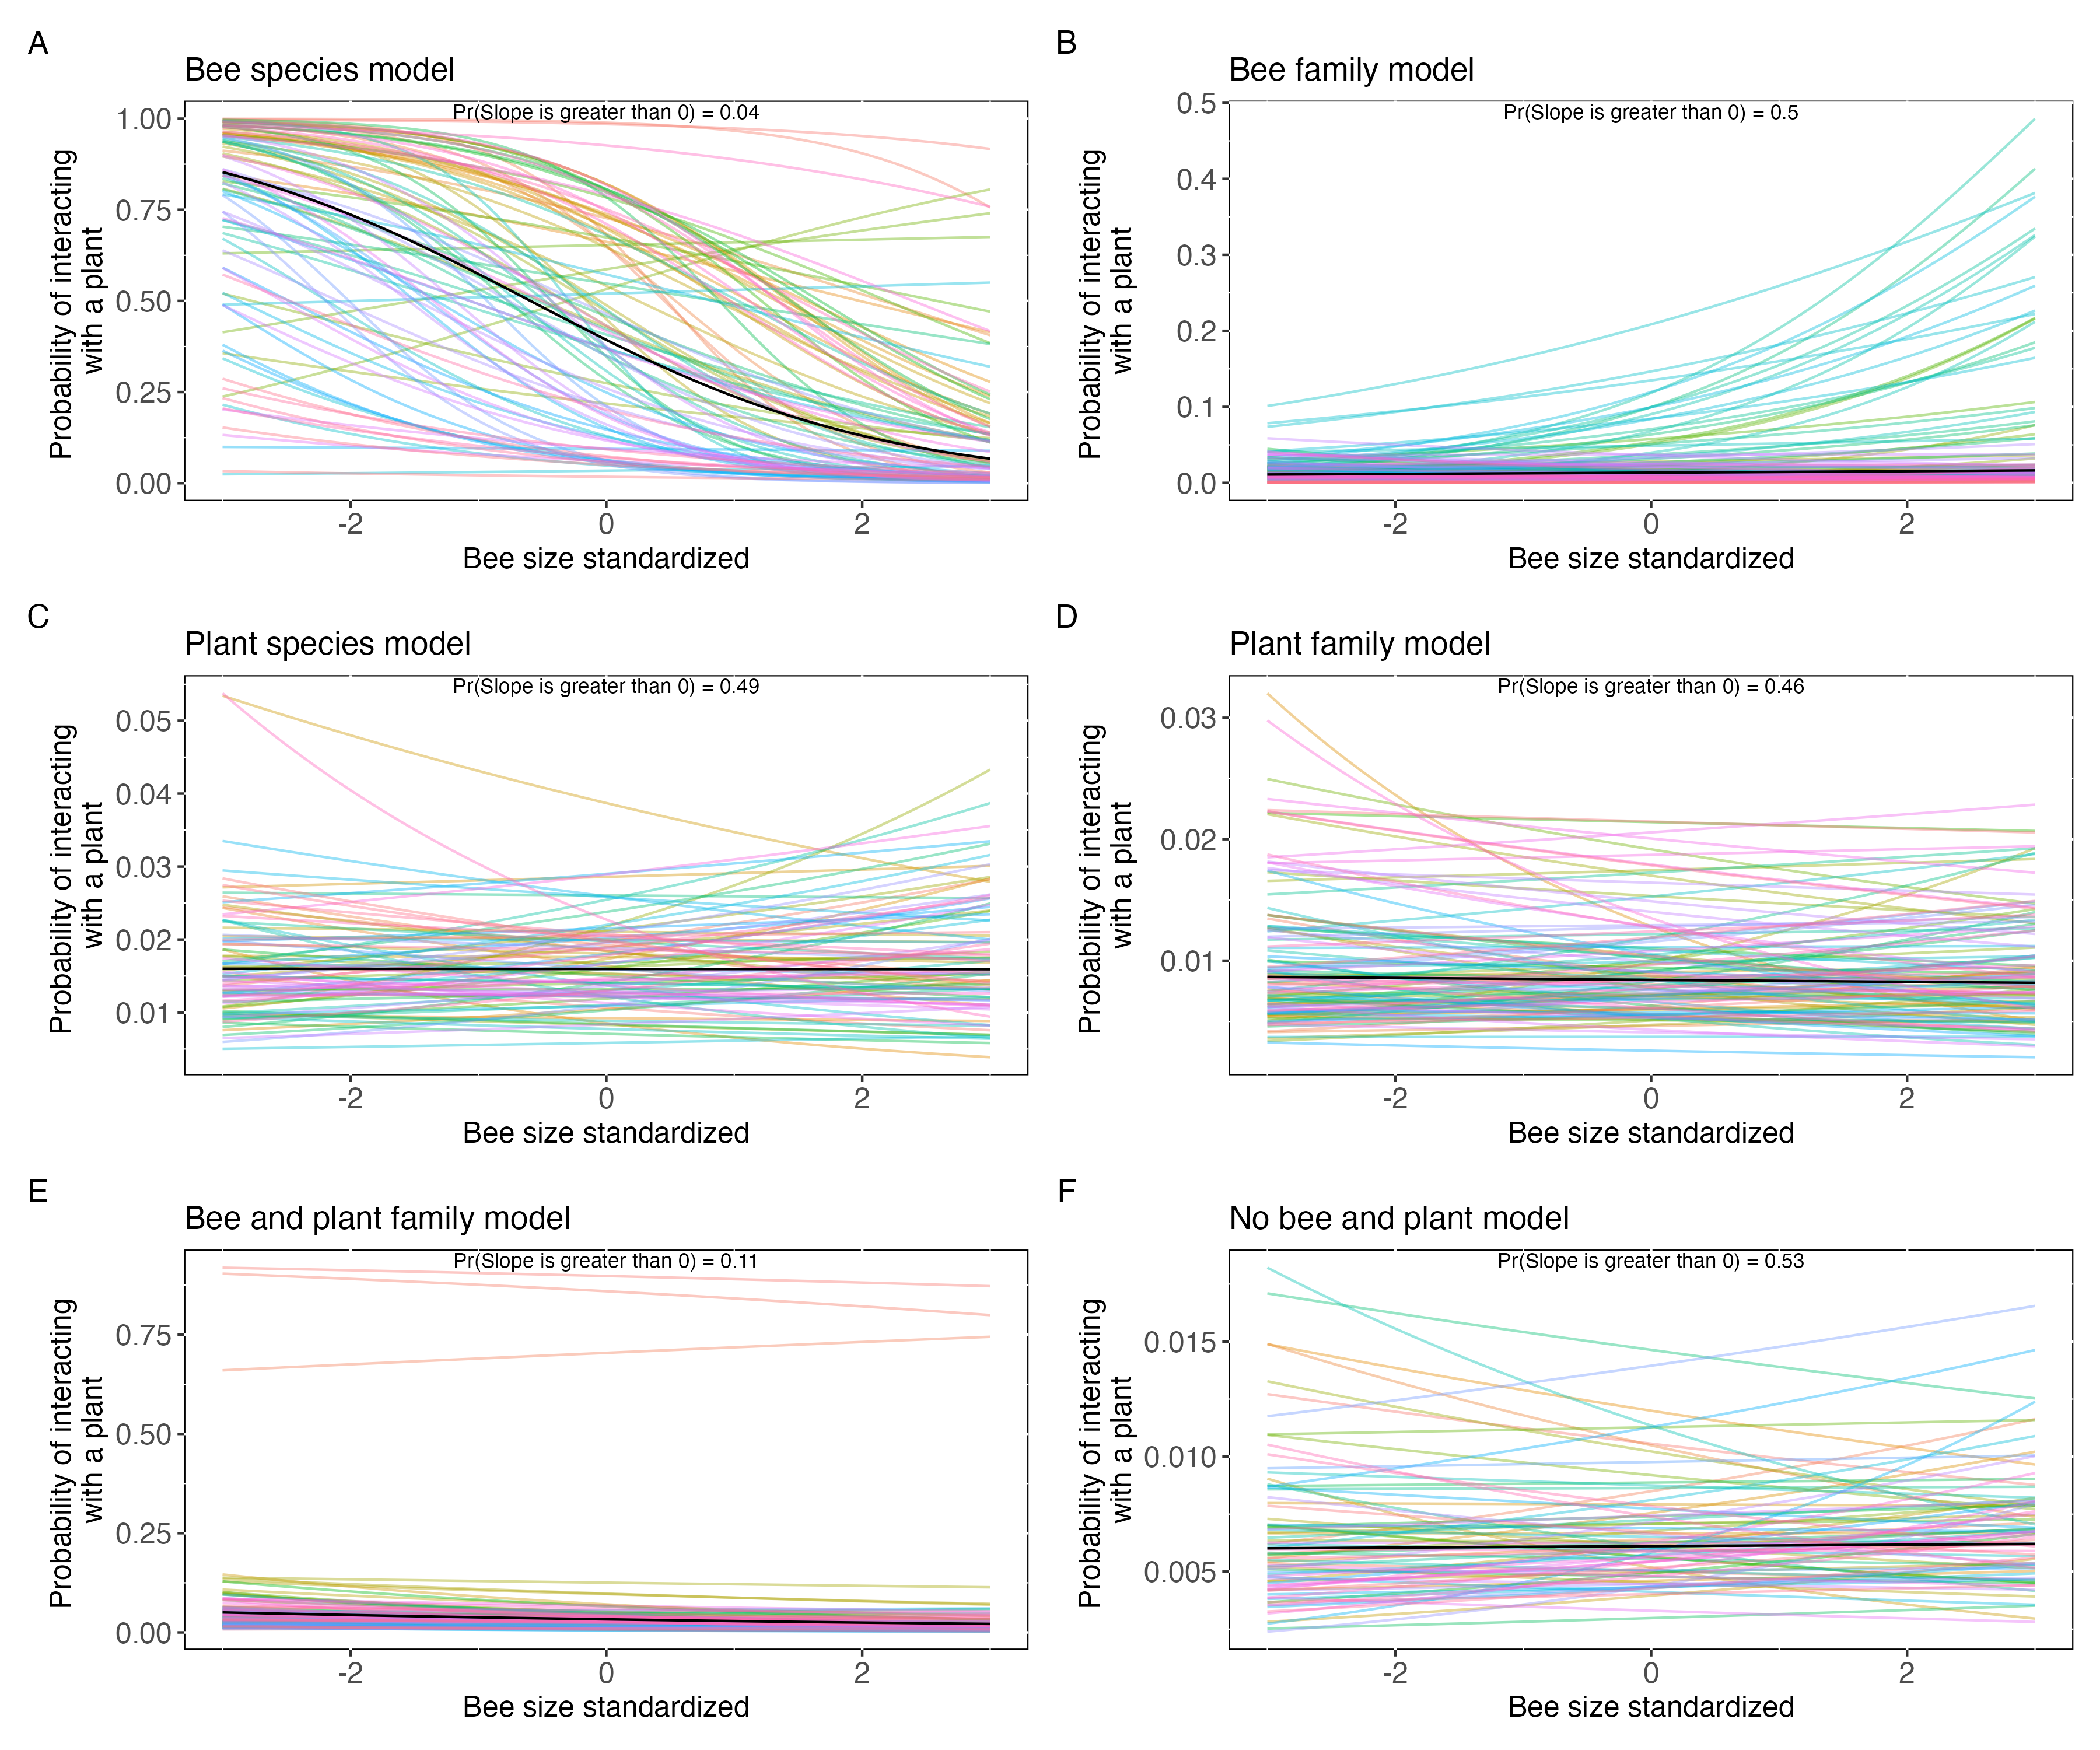 A
Bee species model
Pr(Slope is greater than 0) = 0.04
1.00
0.75
0.50
0.25
0.00
Probability of interacting
with a plant
-2
0
2
Bee size standardized
B
Bee family model
Pr(Slope is greater than 0) = 0.5
0.5
0.4
0.3
0.2
0.1
0.0
Probability of interacting
with a plant
-2
0
2
Bee size standardized
C
Plant species model
Pr(Slope is greater than 0) = 0.49
0.05
0.04
0.03
0.02
0.01
Probability of interacting
with a plant
-2
0
2
Bee size standardized
D
Plant family model
Pr(Slope is greater than 0) = 0.46
0.03
0.02
0.01
Probability of interacting
with a plant
-2
0
2
Bee size standardized
E
Bee and plant family model
Pr(Slope is greater than 0) = 0.11
0.75
0.50
0.25
0.00
Probability of interacting
with a plant
-2
0
2
Bee size standardized
F
No bee and plant model
Pr(Slope is greater than 0) = 0.53
0.015
0.010
0.005
Probability of interacting
with a plant
-2
0
2
Bee size standardized